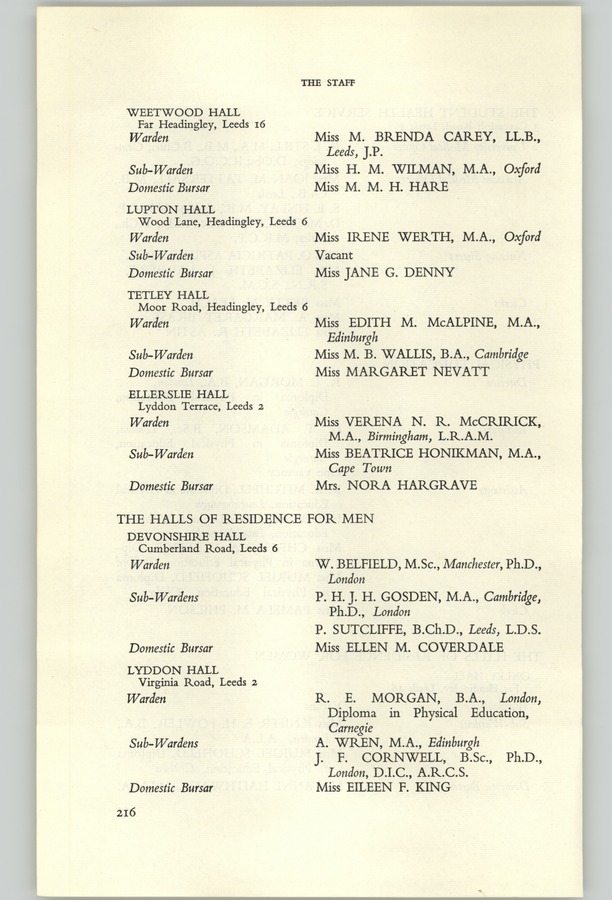 THE STAFF
WEETWOOD HALL
Far Headingley, Leeds 16
Warden Miss M. BRENDA CAREY, LL.B.,
Leeds, J.P.
Sub-Warden Miss H. M. WILMAN, M.A., Oxford
Domestic Bursar Miss M. M. H. HARE
LUPTON HALL
Wood Lane, Headingley, Leeds 6
Warden Miss IRENE WERTH, M.A., Oxford
Sub-Warden Vacant
Domestic Bursar Miss JANE G. DENNY
TETLEY HALL
Moor Road, Headingley, Leeds 6
Warden Miss EDITH M. McALPINE, M.A.,
Edinburgh
Sub-Warden Miss M. B. WALLIS, B.A., Cambridge
Domestic Bursar Miss MARGARET NEVATT
ELLERSLIE HALL
Lyddon Terrace, Leeds 2
Warden Miss VERENA N. R. McCRIRICK,
M.A., Birmingham, L.R.A.M.
Sub-Warden Miss BEATRICE HONIKMAN, M.A.,
Cape Town
Domestic Bursar Mrs. NORA HARGRAVE
THE HALLS OF RESIDENCE FOR MEN
DEVONSHIRE HALL
Cumberland Road, Leeds 6
Warden W. BELFIELD, M.Sc., Manchester, Ph.D.,
London
Sub-Wardens P. H. J. H. GOSDEN, M.A., Cambridge,
Ph.D., London
P. SUTCLIFFE, B.Ch.D., Leeds, L.D.S.
Domestic Bursar Miss ELLEN M. COVERDALE
LYDDON HALL
Virginia Road, Leeds 2
Warden R. E. MORGAN, B.A., London,
Diploma in Physical Education,
Carnegie
Sub-Wardens A. WREN, M.A., Edinburgh
J. F. CORNWELL, B.Sc., Ph.D.,
London, D.I.C., A.R.C.S.
Domestic Bursar Miss EILEEN F. KING
216